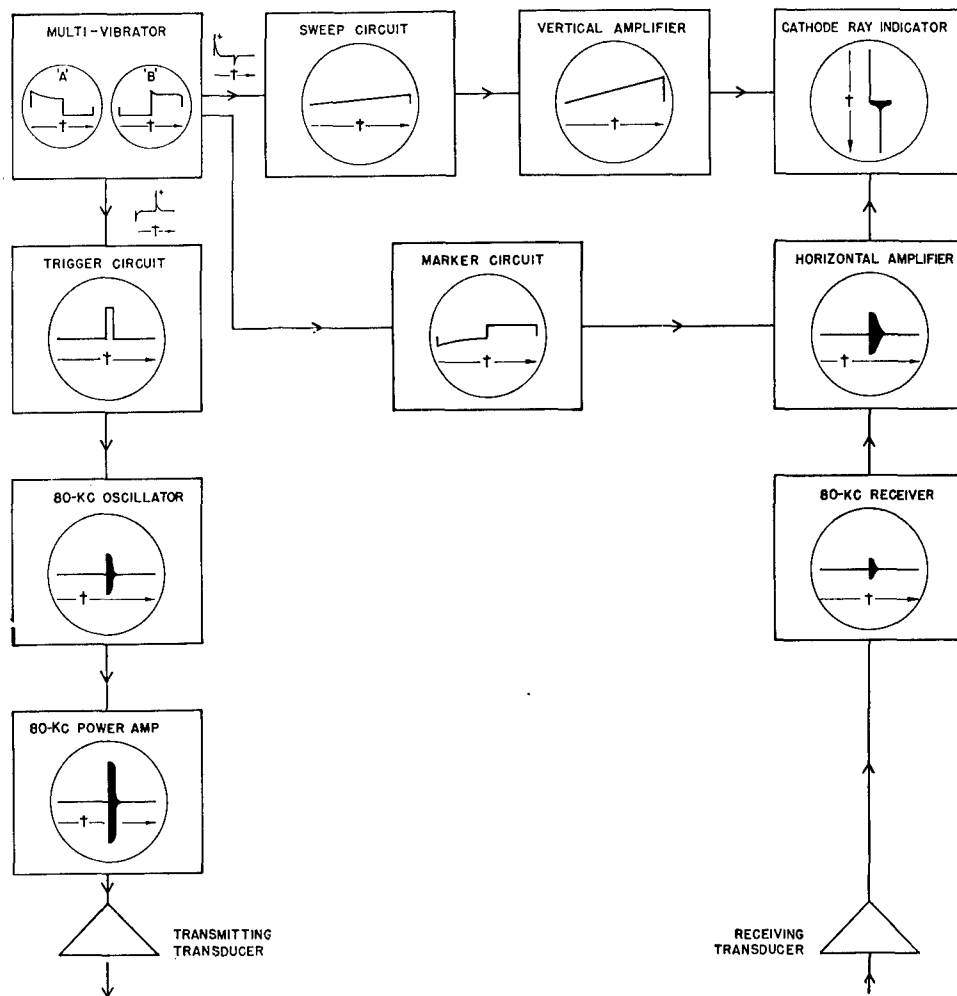 MULTI-VIBRATOR
'A'
'B'
t
t
+
t
SWEEP CIRCUIT
t
VERTICAL AMPLIFIER
t
CATHODE RAY INDICATOR
t
+
t
TRIGGER CIRCUIT
t
MARKER CIRCUIT
t
HORIZONTAL AMPLIFIER
t
80-KC OSCILLATOR
t
80-KC RECEIVER
t
80-KC POWER AMP
t
TRANSMITTING
TRANSDUCER
RECEIVING
TRANSDUCER